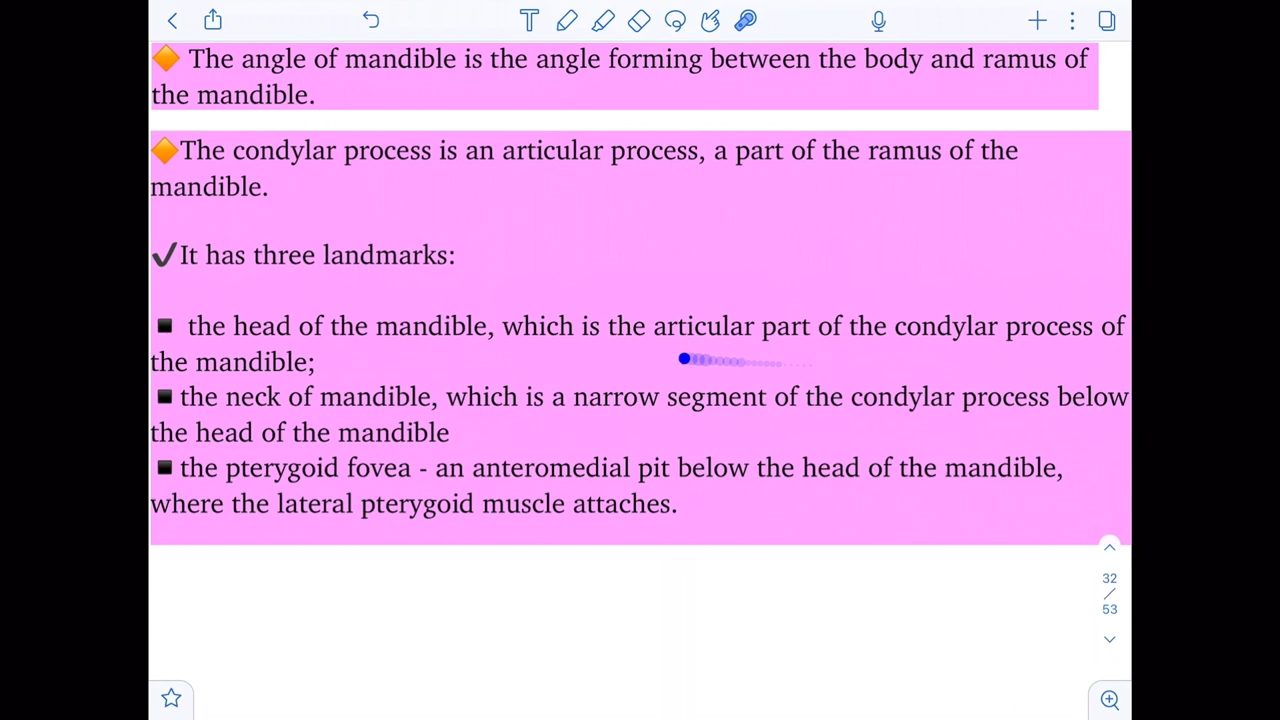 🔶 The angle of mandible is the angle forming between the body and ramus of
the mandible.
🔶The condylar process is an articular process, a part of the ramus of the
mandible.
✔It has three landmarks:
▪ the head of the mandible, which is the articular part of the condylar process of
the mandible;
▪the neck of mandible, which is a narrow segment of the condylar process below
the head of the mandible
▪the pterygoid fovea - an anteromedial pit below the head of the mandible,
where the lateral pterygoid muscle attaches.
32
/
53